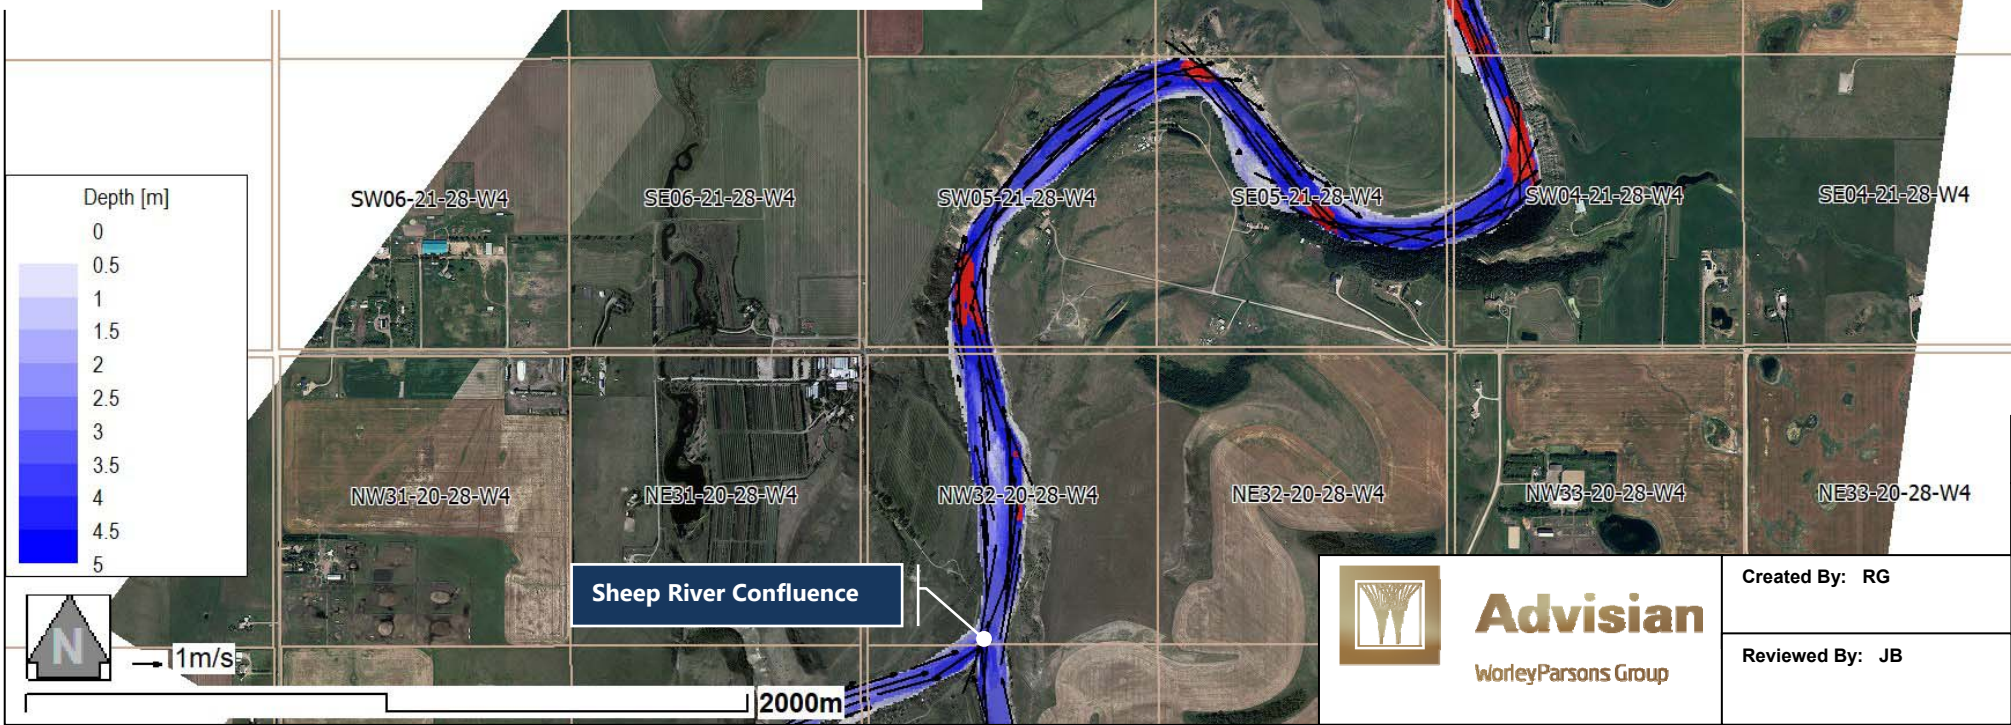 SW06-21-28-W4
SE06-21-28-W4
SW05-21-28-W4
SE05-21-28-W4
SW04-21-28-W4
SE04-21-28-W4
Depth [m]
0
0.5
1
1.5
2
2.5
3
3.5
4
4.5
5
NW31-20-28-W4
NE31-20-28-W4
NW32-20-28-W4
NE32-20-28-W4
NW33-20-28-W4
NE33-20-28-W4
Sheep River Confluence
N
1m/s
2000m
Advisian
WorleyParsons Group
Created By: RG
Reviewed By: JB